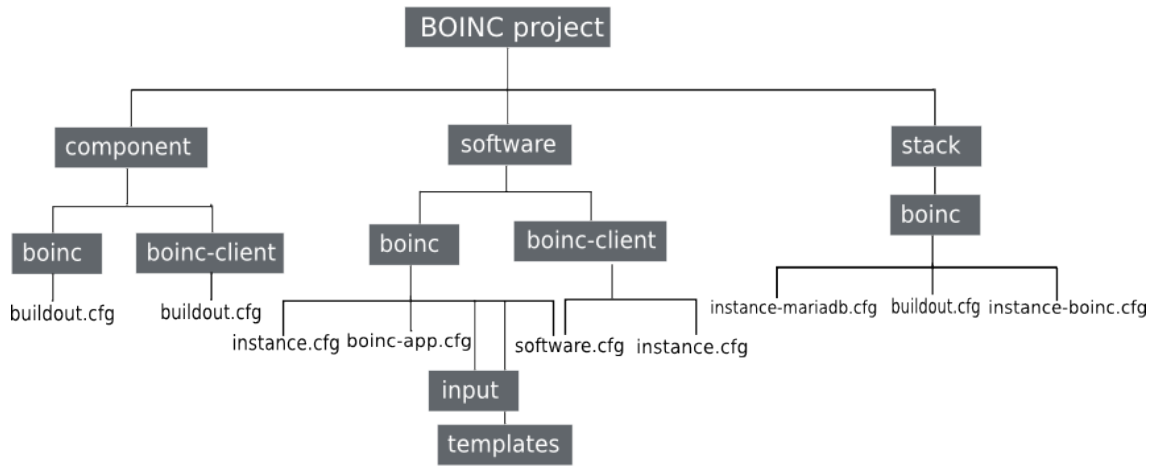 BOINC project
component
software
stack
boinc
boinc-client
boinc
boinc-client
boinc
buildout.cfg
buildout.cfg
instance.cfg
boinc-app.cfg
software.cfg
instance.cfg
instance-mariadb.cfg
buildout.cfg
instance-boinc.cfg
input
templates